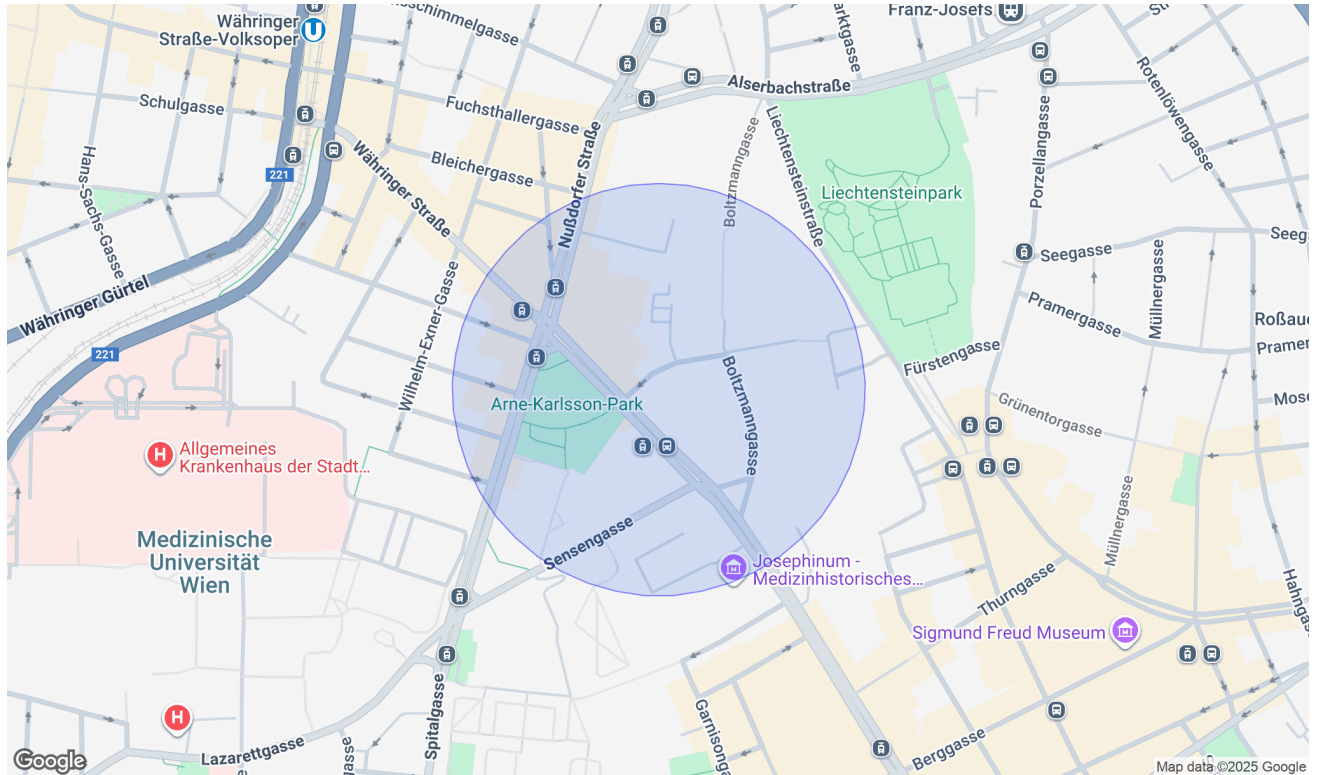 Währinger
Straße-Volksoper
Franz-Josefs
Alserbachstraße
Rotenlöwengasse
Schulgasse
Fuchsthallergasse
Liechtensteinstraße
Porzellangasse
Hans-Sachs-Gasse
221
Währinger Straße
Bleichergasse
Nußdorfer Straße
Boltzmanngasse
Liechtensteinpark
Seegasse
Müllnergasse
Währinger Gürtel
221
Wilhelm-Exner-Gasse
Pramergasse
Fürstengasse
Boltzmanngasse
Arne-Karlsson-Park
Grünentorgasse
H
Allgemeines
Krankenhaus der Stadt…
Müllnergasse
Sensengasse
Medizinische
Universität
Wien
Josephinum -
Medizinhistorisches…
Thurngasse
Sigmund Freud Museum
H
Spitalgasse
Lazarettgasse
Berggasse
Google
Map data ©2025 Google